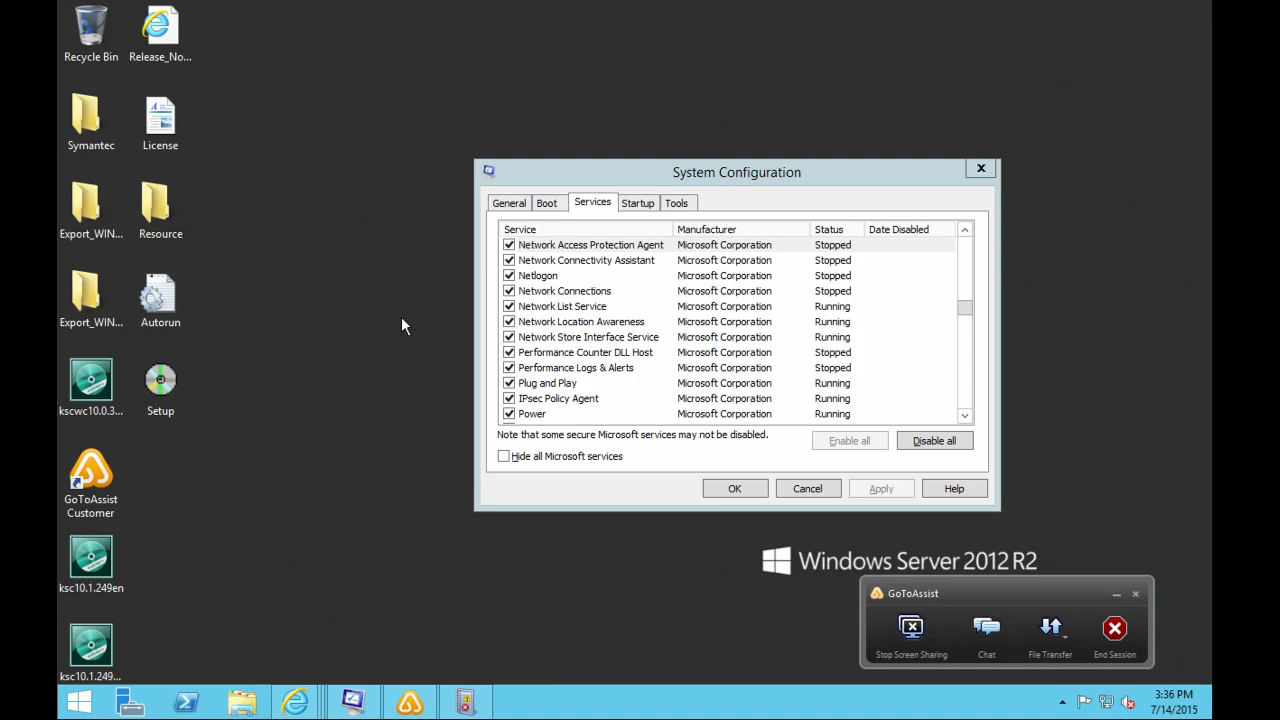 Recycle Bin
Release_No...
Symantec
License
Export_WIN...
Resource
Export_WIN...
Autorun
kscwc10.0.3...
Setup
GoToAssist
Customer
ksc10.1.249en
ksc10.1.249...
System Configuration
General Boot Services Startup Tools
Service Manufacturer Status Date Disabled
Network Access Protection Agent Microsoft Corporation Stopped
Network Connectivity Assistant Microsoft Corporation Stopped
Netlogon Microsoft Corporation Stopped
Network Connections Microsoft Corporation Stopped
Network List Service Microsoft Corporation Running
Network Location Awareness Microsoft Corporation Running
Network Store Interface Service Microsoft Corporation Running
Performance Counter DLL Host Microsoft Corporation Stopped
Performance Logs & Alerts Microsoft Corporation Stopped
Plug and Play Microsoft Corporation Running
IPsec Policy Agent Microsoft Corporation Running
Power Microsoft Corporation Running
Note that some secure Microsoft services may not be disabled.
Enable all Disable all
Hide all Microsoft services
OK Cancel Apply Help
Windows Server 2012 R2
GoToAssist
Stop Screen Sharing Chat File Transfer End Session
3:36 PM
7/14/2015